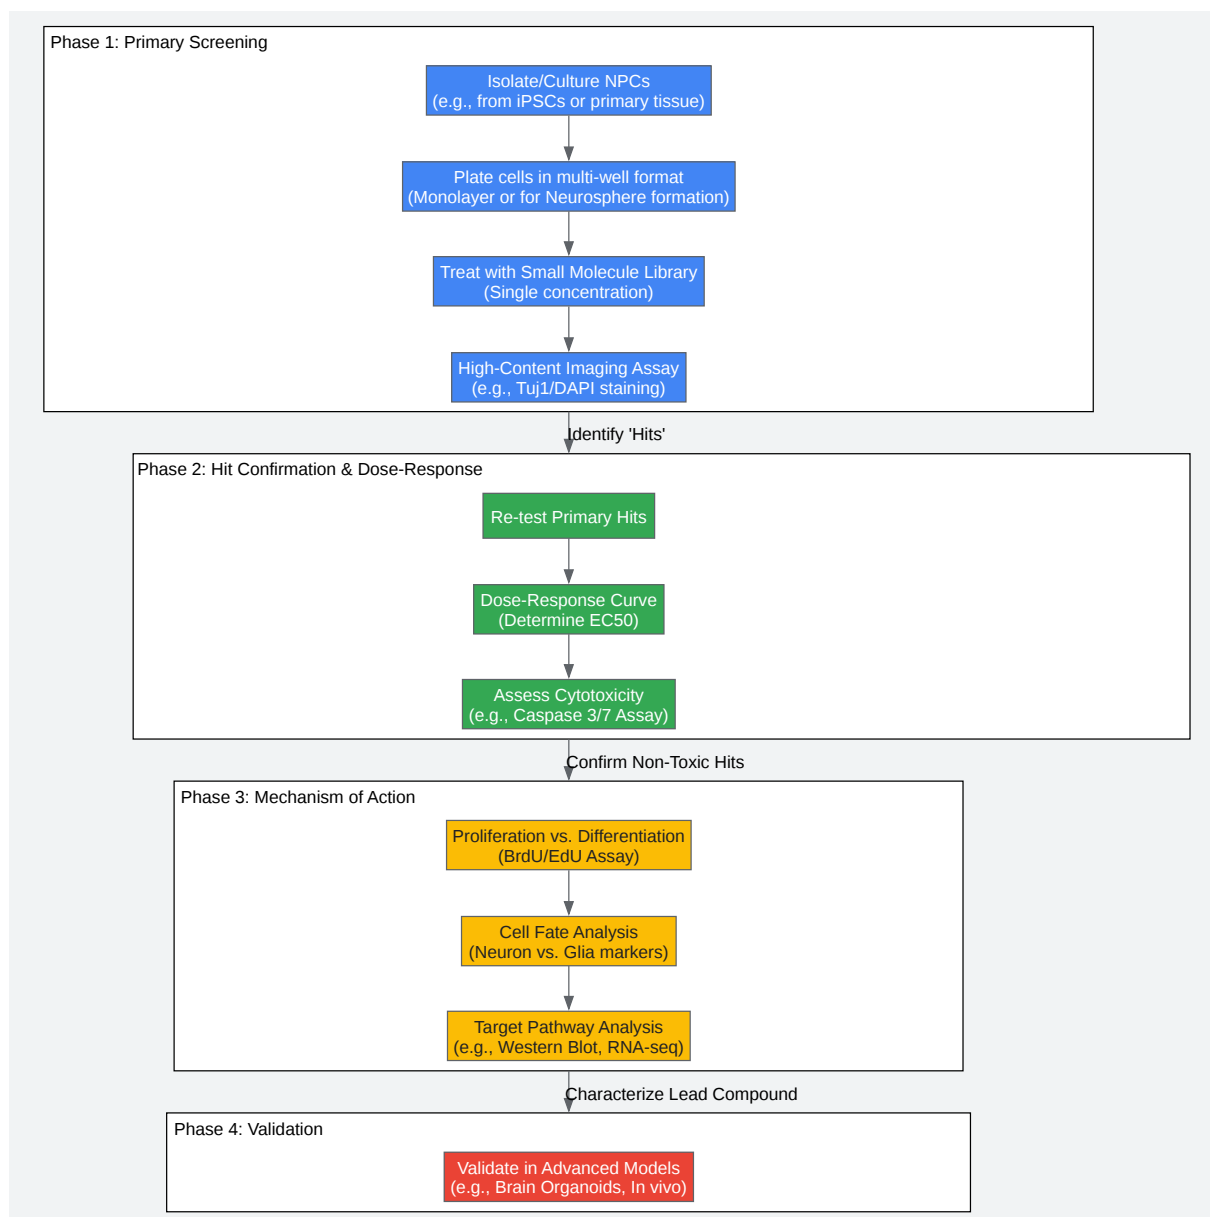 Phase 1: Primary Screening
Isolate/Culture NPCs
(e.g., from iPSCs or primary tissue)
Plate cells in multi-well format
(Monolayer or for Neurosphere formation)
Treat with Small Molecule Library
(Single concentration)
High-Content Imaging Assay
(e.g., Tuj1/DAPI staining)
Identify 'Hits'
Phase 2: Hit Confirmation & Dose-Response
Re-test Primary Hits
Dose-Response Curve
(Determine EC50)
Assess Cytotoxicity
(e.g., Caspase 3/7 Assay)
Confirm Non-Toxic Hits
Phase 3: Mechanism of Action
Proliferation vs. Differentiation
(BrdU/EdU Assay)
Cell Fate Analysis
(Neuron vs. Glia markers)
Target Pathway Analysis
(e.g., Western Blot, RNA-seq)
Characterize Lead Compound
Phase 4: Validation
Validate in Advanced Models
(e.g., Brain Organoids, In vivo)